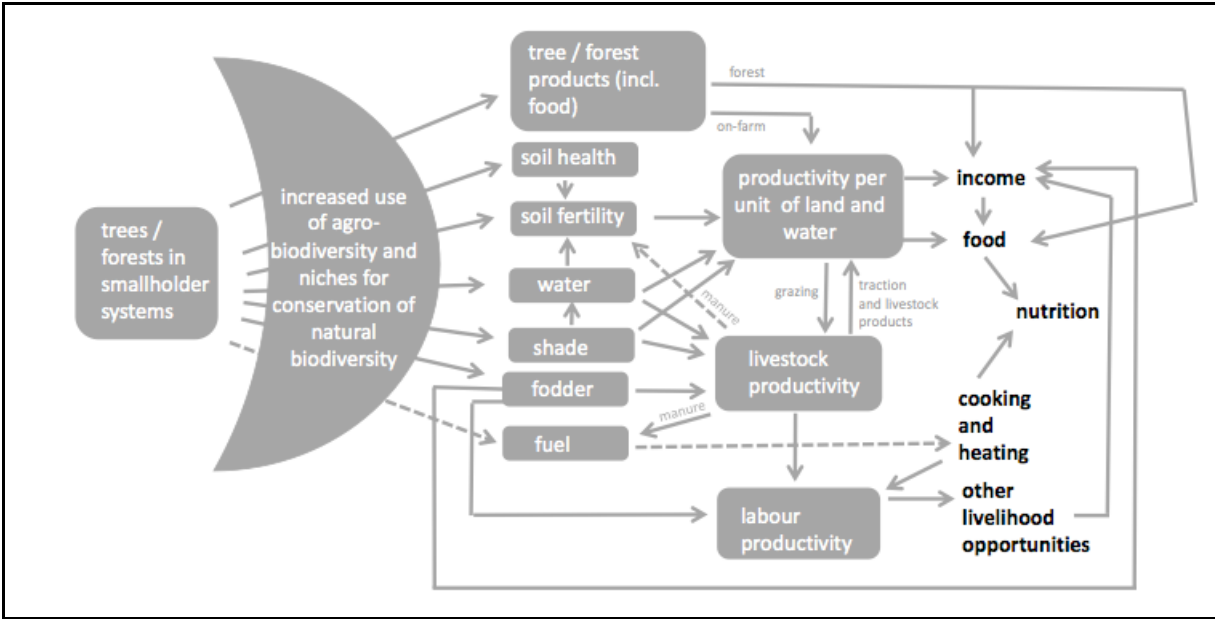 trees /
forests in
smallholder
systems
increased use
of agro-
biodiversity and
niches for
conservation of
natural
biodiversity
tree / forest
products (incl.
food)
soil health
soil fertility
water
shade
fodder
fuel
forest
on-farm
productivity per
unit of land and
water
grazing
traction
and livestock
products
manure
livestock
productivity
manure
labour
productivity
income
food
nutrition
cooking
and
heating
other
livelihood
opportunities